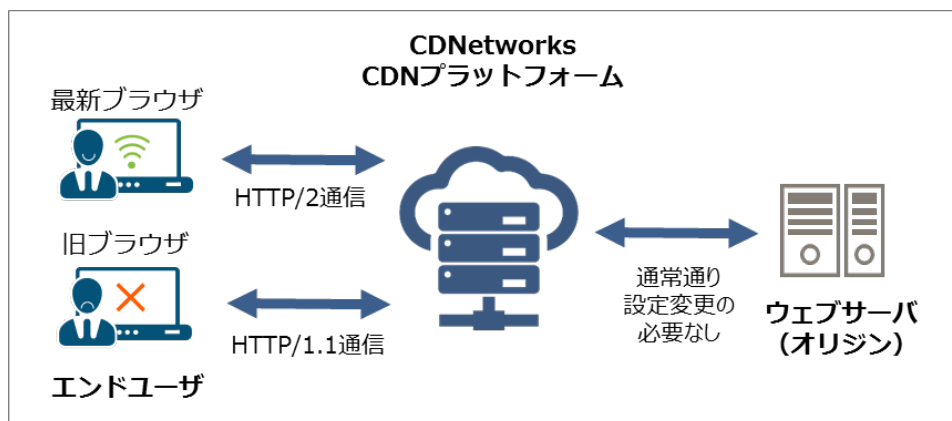 CDNetworks
CDNプラットフォーム
最新ブラウザ
HTTP/2通信
旧ブラウザ
HTTP/1.1通信
エンドユーザ
通常通り
設定変更の
必要なし
ウェブサーバ
（オリジン）